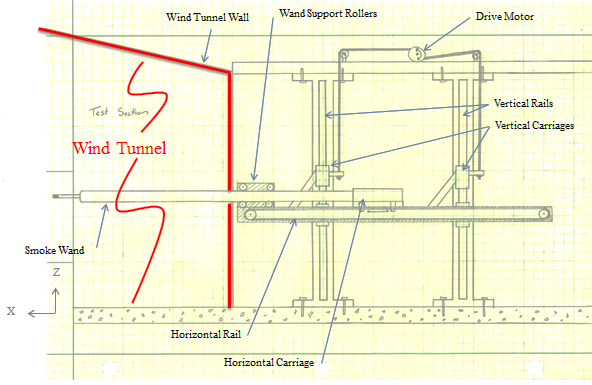 Wind Tunnel Wall
Wand Support Rollers
Drive Motor
Test Section
Vertical Rails
Vertical Carriages
Wind Tunnel
Smoke Wand
Z
X
Horizontal Rail
Horizontal Carriage